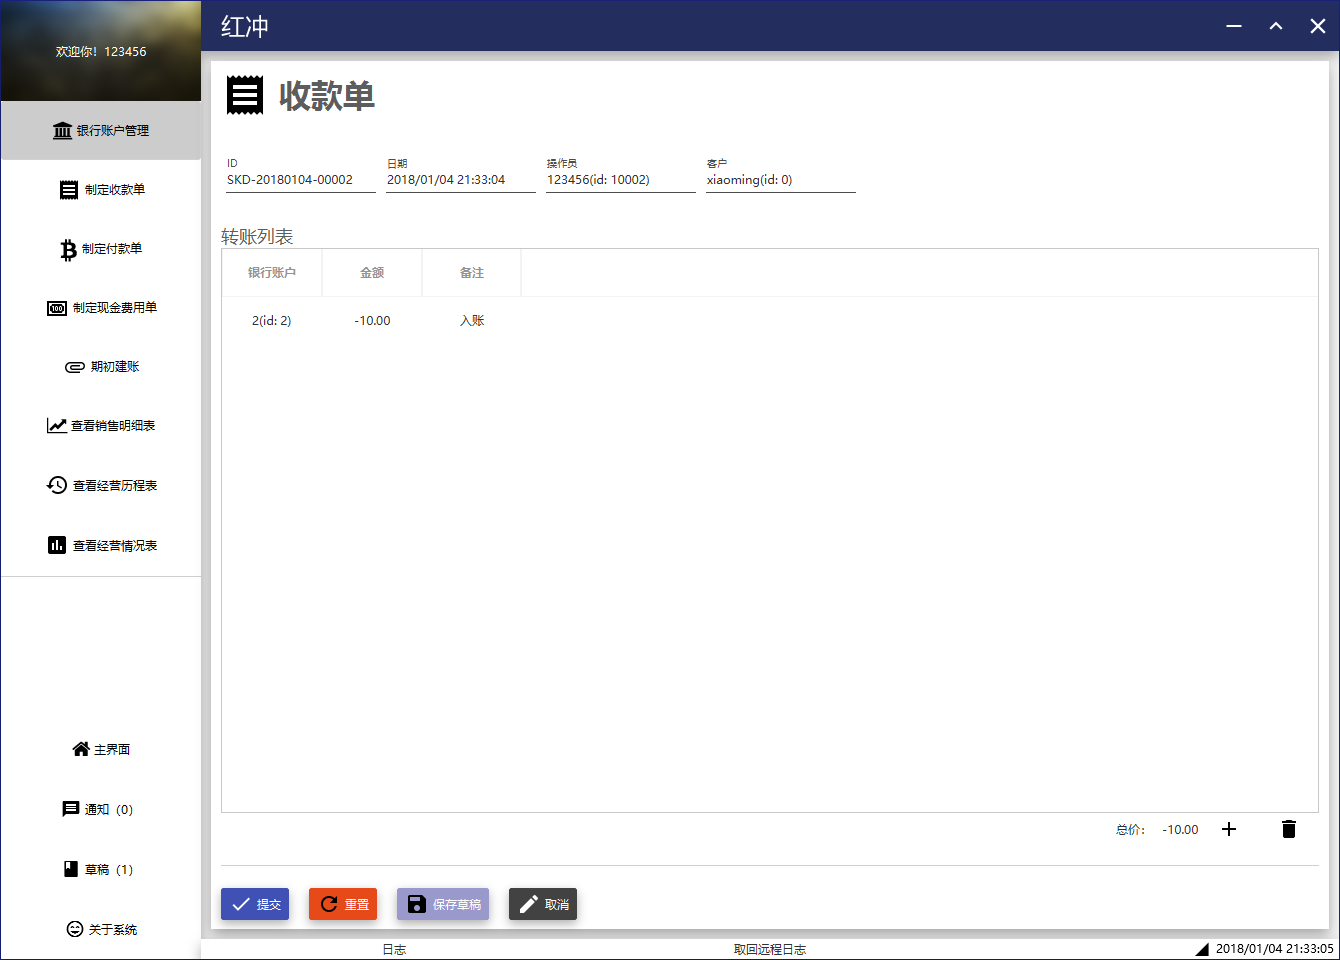 欢迎你！123456
红冲
银行账户管理
制定收款单
制定付款单
制定现金费用单
期初建账
查看销售明细表
查看经营历程表
查看经营情况表
主界面
通知（0）
草稿（1）
关于系统
收款单
ID 日期 操作员 客户
SKD-20180104-00002 2018/01/04 21:33:04 123456(id: 10002) xiaoming(id: 0)
转账列表
银行账户 金额 备注
2(id: 2) -10.00 入账
总价： -10.00
提交 重置 保存草稿 取消
日志 取回远程日志 2018/01/04 21:33:05